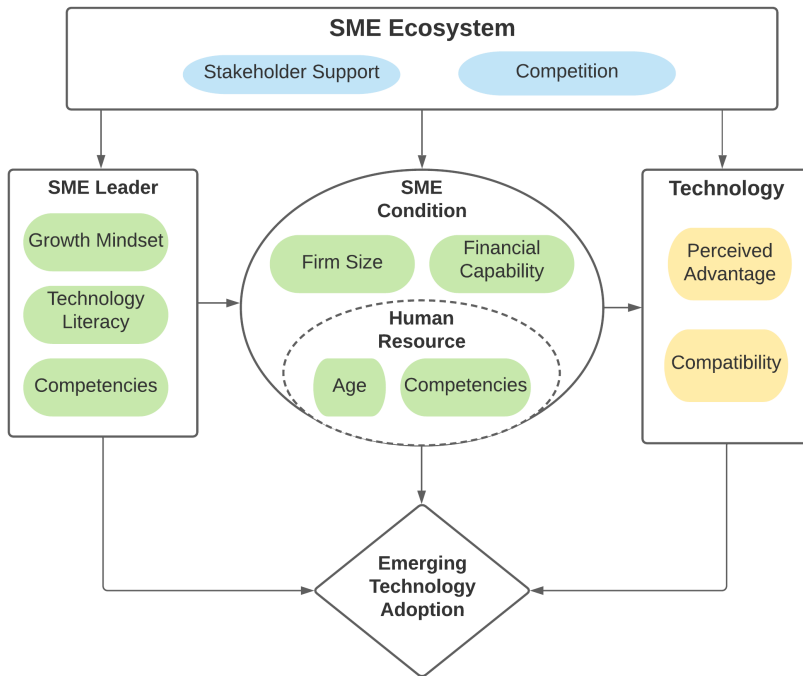 SME Ecosystem
Stakeholder Support
Competition
SME Leader
Growth Mindset
Technology
Literacy
Competencies
SME
Condition
Firm Size
Financial
Capability
Human
Resource
Age
Competencies
Technology
Perceived
Advantage
Compatibility
Emerging
Technology
Adoption